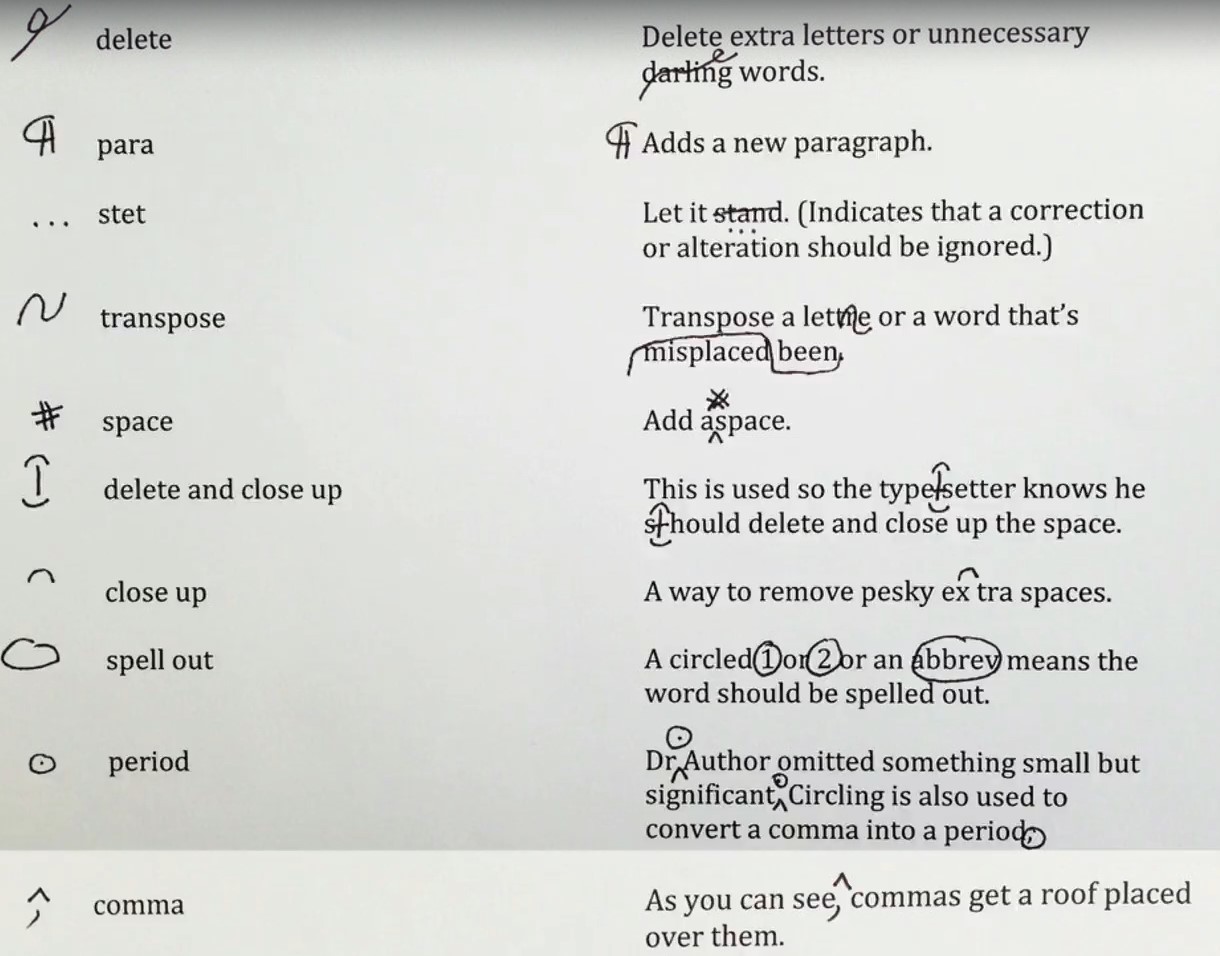 delete Delete extra letters or unnecessary
darling words.
¶ para ¶ Adds a new paragraph.
... stet Let it stand. (Indicates that a correction
or alteration should be ignored.)
transpose Transpose a lettre or a word that's
misplaced been.
# space # Add aspace.
delete and close up This is used so the typefsetter knows he
sthould delete and close up the space.
close up A way to remove pesky ex tra spaces.
spell out A circled 1 or 2 or an abbrev means the
word should be spelled out.
period Dr Author omitted something small but
significant Circling is also used to
convert a comma into a period,
comma As you can see, commas get a roof placed
over them.